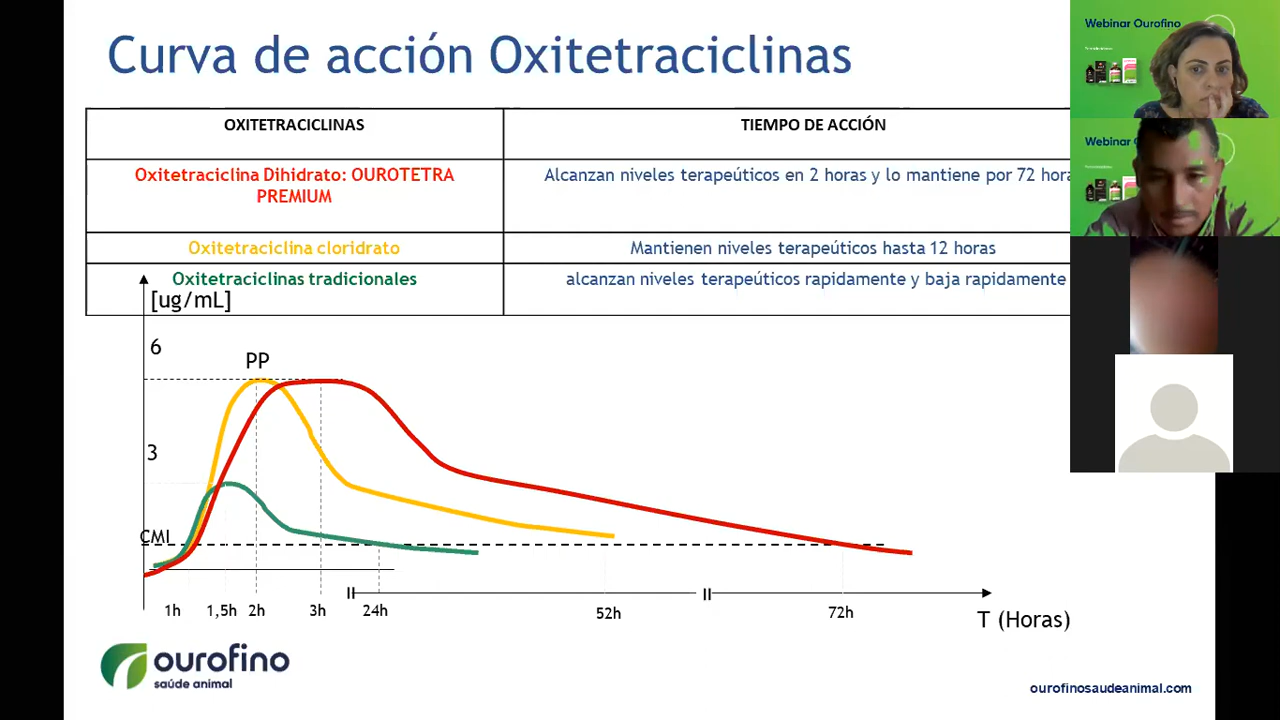 Curva de acción Oxitetraciclinas
OXITETRACICLINAS
TIEMPO DE ACCIÓN
Oxitetraciclina Dihidrato: OUROTETRA
PREMIUM
Alcanzan niveles terapeúticos en 2 horas y lo mantiene por 72 hora
Oxitetraciclina cloridrato
Mantienen niveles terapeúticos hasta 12 horas
Oxitetraciclinas tradicionales
alcanzan niveles terapeúticos rapidamente y baja rapidamente
[ug/mL]
6
PP
3
CMI
1h
1,5h
2h
3h
24h
52h
72h
T (Horas)
ourofino
saúde animal
ourofinosaudeanimal.com
Webinar Ourofino
Webinar O